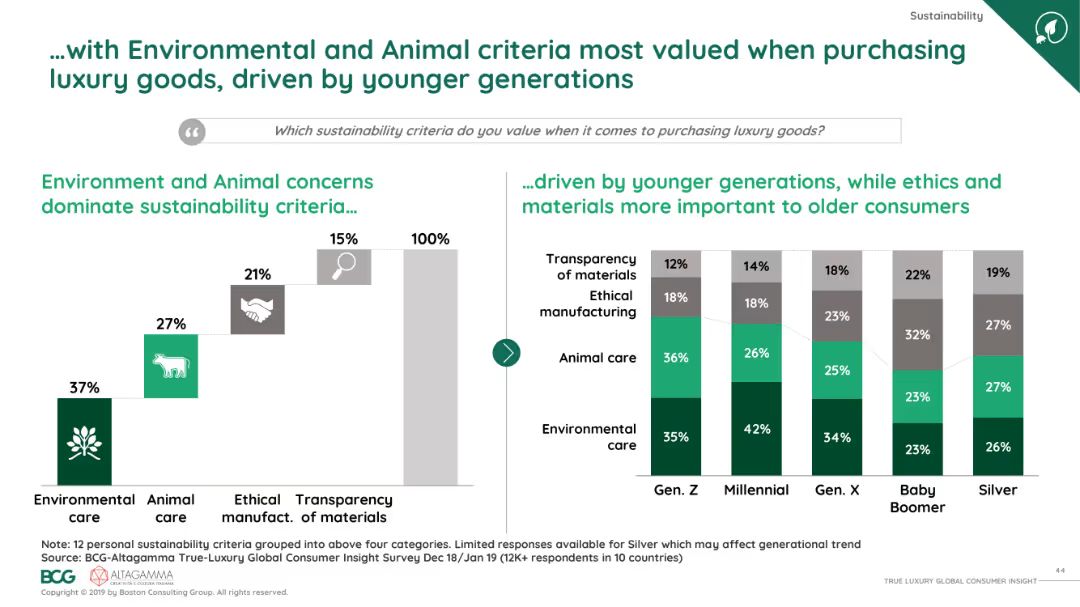 Sustainability
…with Environmental and Animal criteria most valued when purchasing
luxury goods, driven by younger generations
Which sustainability criteria do you value when it comes to purchasing luxury goods?
Environment and Animal concerns
dominate sustainability criteria…
37%
27%
21%
15%
100%
Environmental
care
Animal
care
Ethical
manufact.
Transparency
of materials
…driven by younger generations, while ethics and
materials more important to older consumers
Transparency
of materials
Ethical
manufacturing
Animal care
Environmental
care
12%
18%
36%
35%
14%
18%
26%
42%
18%
23%
25%
34%
22%
32%
23%
23%
19%
27%
27%
26%
Gen. Z
Millennial
Gen. X
Baby
Boomer
Silver
Note: 12 personal sustainability criteria grouped into above four categories. Limited responses available for Silver which may affect generational trend
Source: BCG-Altagamma True-Luxury Global Consumer Insight Survey Dec 18/Jan 19 (12K+ respondents in 10 countries)
BCG
ALTAGAMMA
Copyright © 2019 by Boston Consulting Group. All rights reserved.
44
TRUE LUXURY GLOBAL CONSUMER INSIGHT